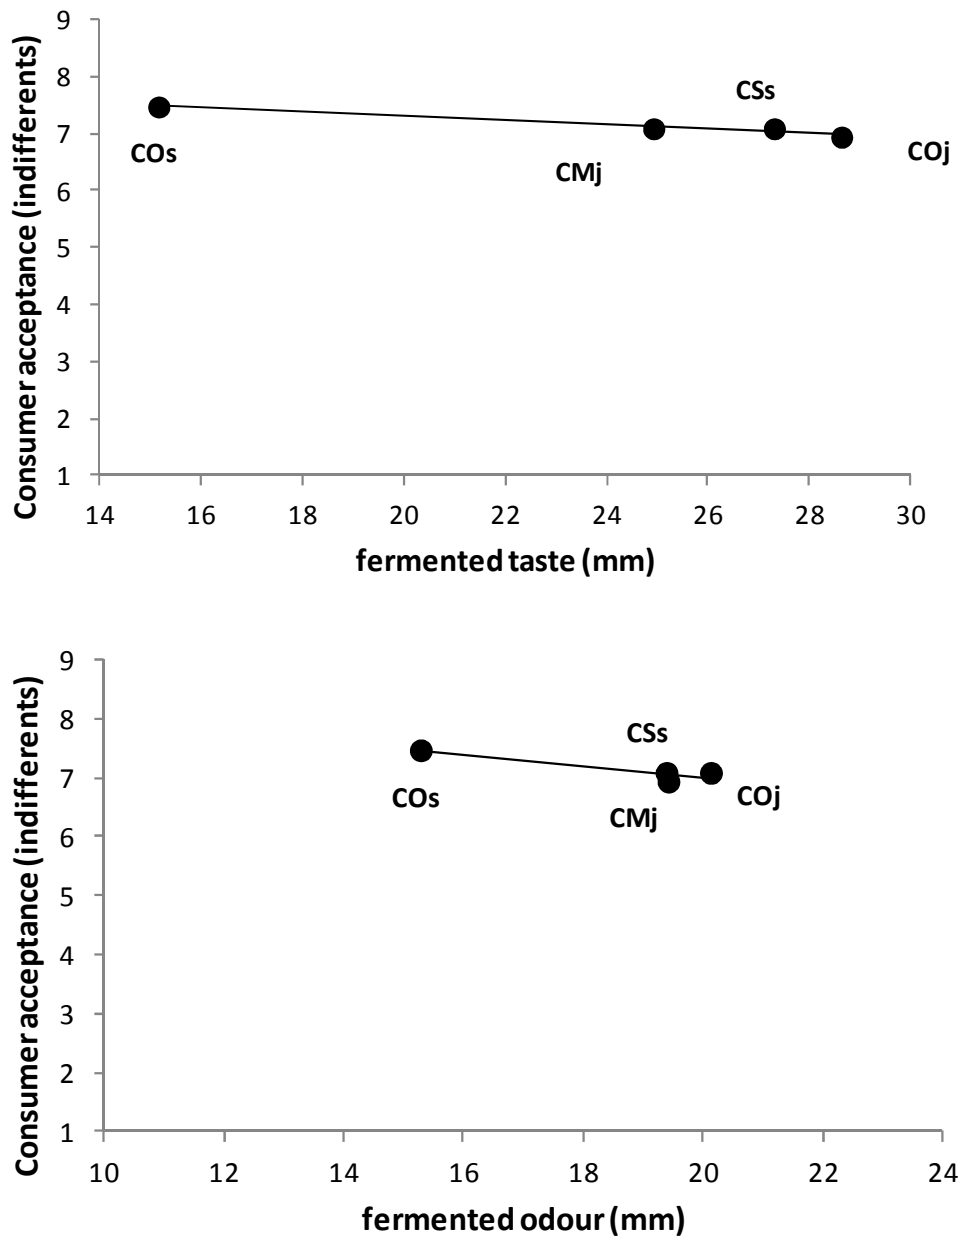 9
8
7
6
5
4
3
2
1
Consumer acceptance (indifferents)
COs
CMj
CSs
COj
14 16 18 20 22 24 26 28 30
fermented taste (mm)
9
8
7
6
5
4
3
2
1
Consumer acceptance (indifferents)
COs
CSs
CMj
COj
10 12 14 16 18 20 22 24
fermented odour (mm)